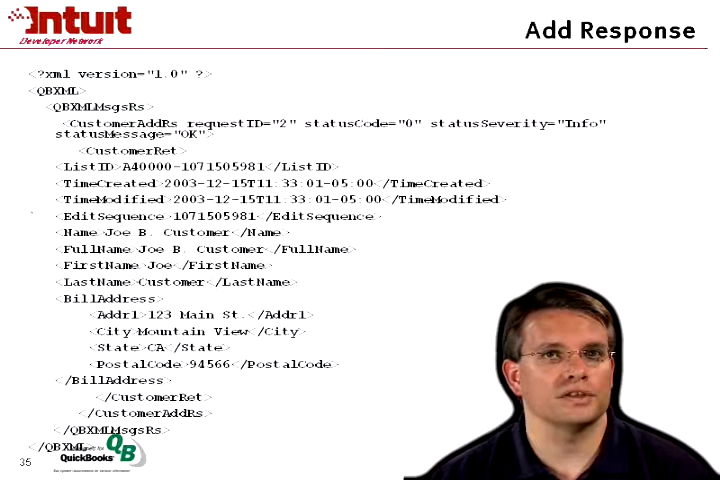 Intuit
Developer Network
Add Response
<?xml version="1.0" ?>
<QBXML>
<QBXMLMsgsRs>
<CustomerAddRs requestID="2" statusCode="0" statusSeverity="Info"
statusMessage="OK">
<CustomerRet>
<ListID>A40000-1071505981</ListID>
<TimeCreated>2003-12-15T11:33:01-05:00</TimeCreated>
<TimeModified>2003-12-15T11:33:01-05:00</TimeModified>
<EditSequence>1071505981</EditSequence>
<Name>Joe B. Customer</Name>
<FullName>Joe B. Customer</FullName>
<FirstName>Joe</FirstName>
<LastName>Customer</LastName>
<BillAddress>
<Addr1>123 Main St.</Addr1>
<City>Mountain View</City>
<State>CA</State>
<PostalCode>94566</PostalCode>
</BillAddress>
</CustomerRet>
</CustomerAddRs>
</QBXMLMsgsRs>
</QBXML>
for
QuickBooks
QB
35